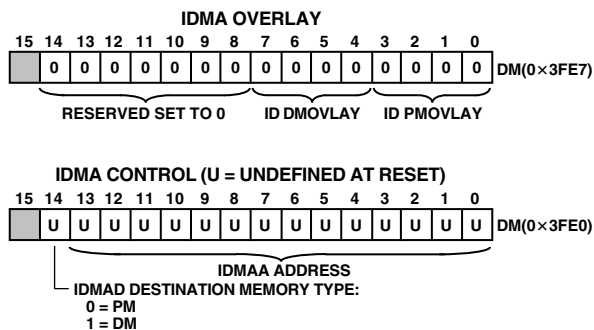 IDMA OVERLAY
15 14 13 12 11 10 9 8 7 6 5 4 3 2 1 0
0 0 0 0 0 0 0 0 0 0 0 0 0 0 0 DM(0×3FE7)
RESERVED SET TO 0 ID DMOVLAY ID PMOVLAY
IDMA CONTROL (U = UNDEFINED AT RESET)
15 14 13 12 11 10 9 8 7 6 5 4 3 2 1 0
U U U U U U U U U U U U U U U DM(0×3FE0)
IDMAA ADDRESS
IDMAD DESTINATION MEMORY TYPE:
0 = PM
1 = DM